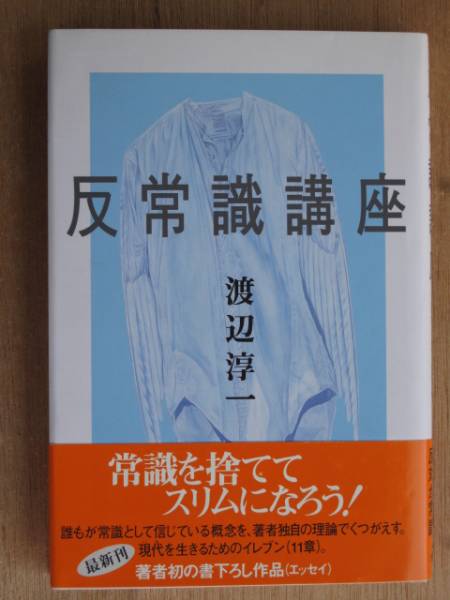 反常識講座
渡辺淳一
常識を捨てて
スリムになろう!
誰もが常識として信じている概念を、著者独自の理論でくつがえす。
現代を生きるためのイレブン(11章)。
最新刊
著者初の書下ろし作品(エッセイ)